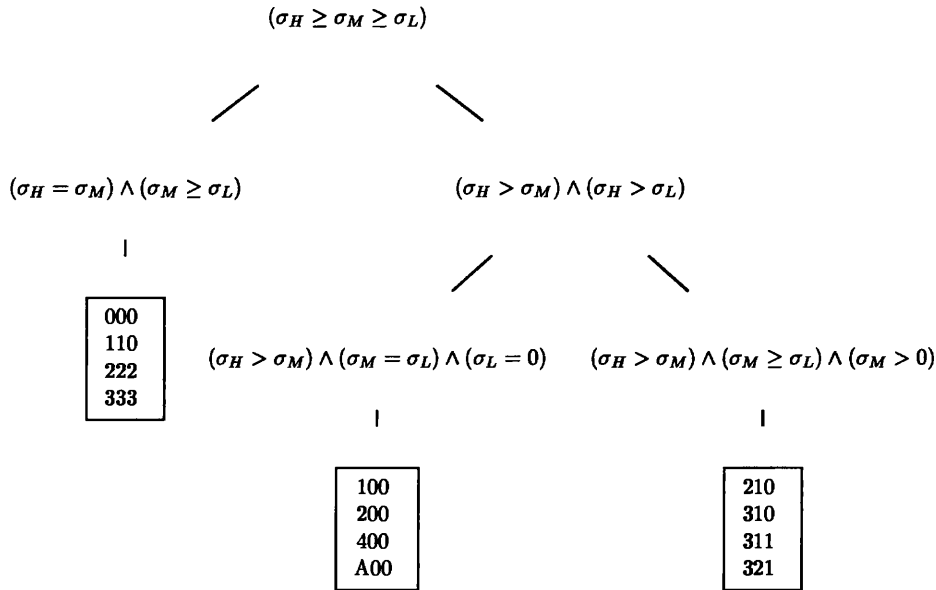 (σ_H ≥ σ_M ≥ σ_L)
(σ_H = σ_M) ∧ (σ_M ≥ σ_L)
(σ_H > σ_M) ∧ (σ_H > σ_L)
000
110
222
333
(σ_H > σ_M) ∧ (σ_M = σ_L) ∧ (σ_L = 0)
(σ_H > σ_M) ∧ (σ_M ≥ σ_L) ∧ (σ_M > 0)
100
200
400
A00
210
310
311
321